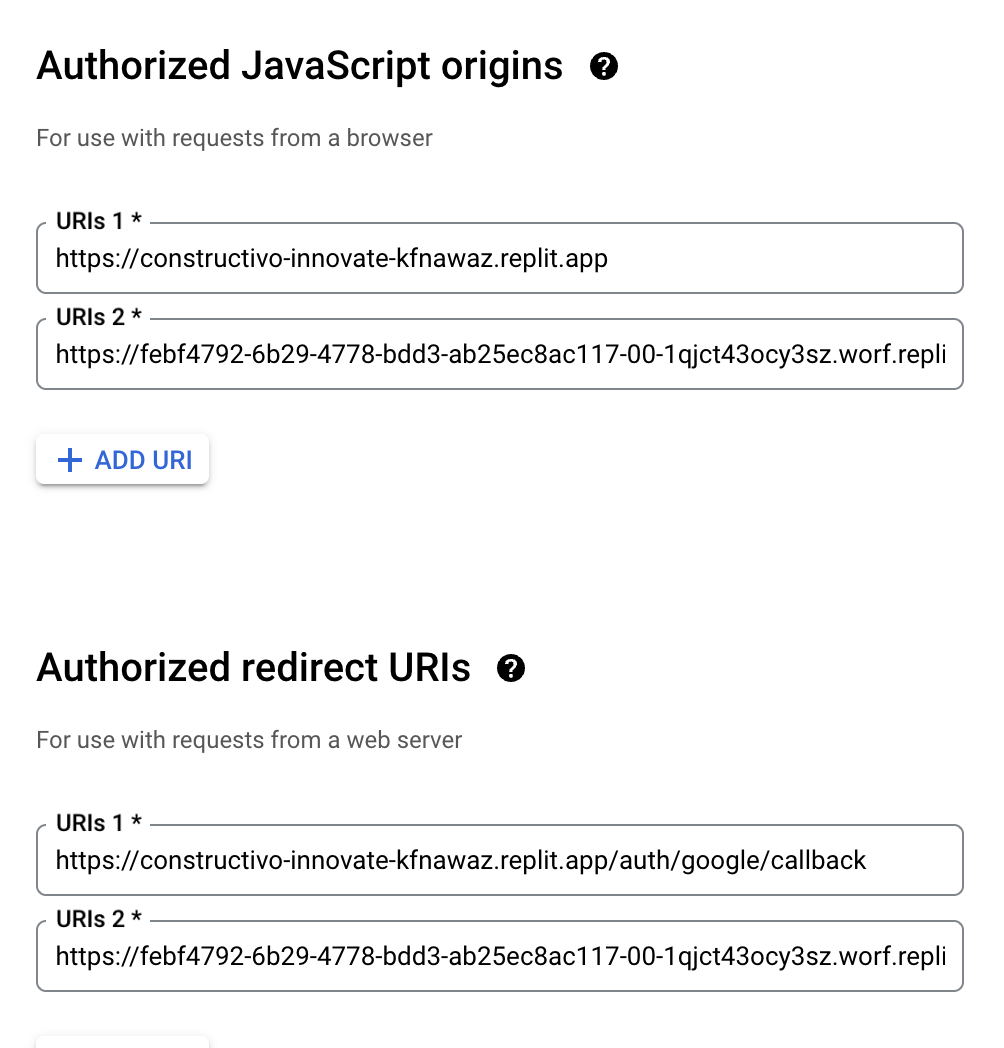 Authorized JavaScript origins
For use with requests from a browser
URIs 1 *
https://constructivo-innovate-kfnawaz.replit.app
URIs 2 *
https://febf4792-6b29-4778-bdd3-ab25ec8ac117-00-1qjct43ocy3sz.worf.repli
+ ADD URI
Authorized redirect URIs
For use with requests from a web server
URIs 1 *
https://constructivo-innovate-kfnawaz.replit.app/auth/google/callback
URIs 2 *
https://febf4792-6b29-4778-bdd3-ab25ec8ac117-00-1qjct43ocy3sz.worf.repli